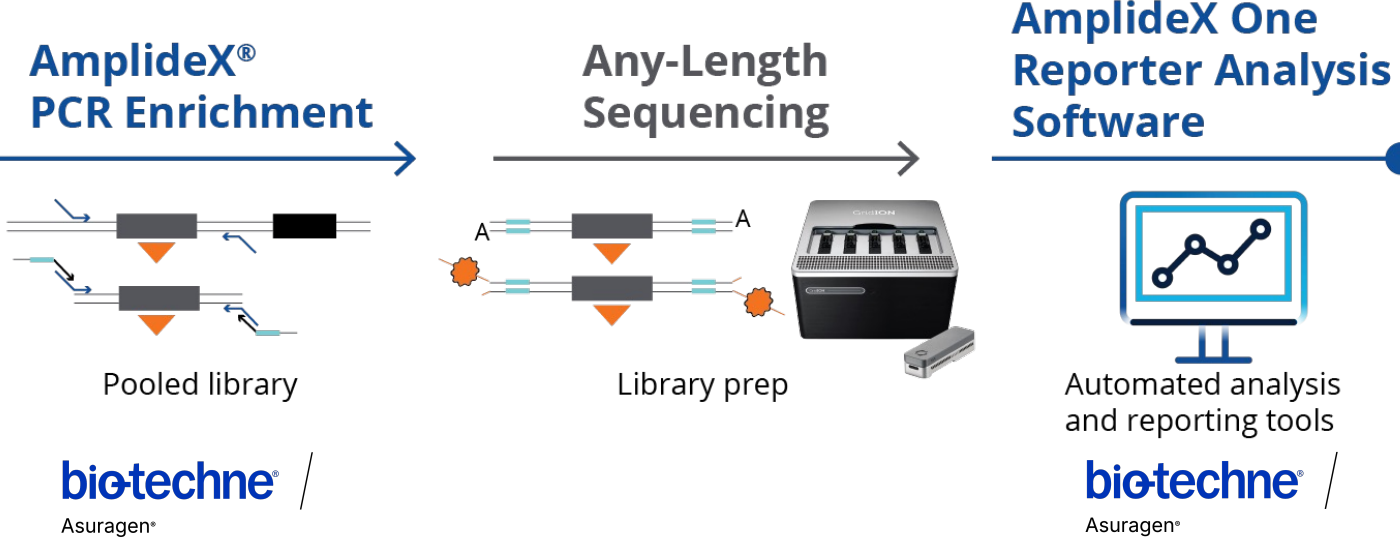 AmplideX®
PCR Enrichment
Any-Length
Sequencing
AmplideX One
Reporter Analysis
Software
A
A
GridION
Pooled library
Library prep
Automated analysis
and reporting tools
bio-techne®
Asuragen®
bio-techne®
Asuragen®